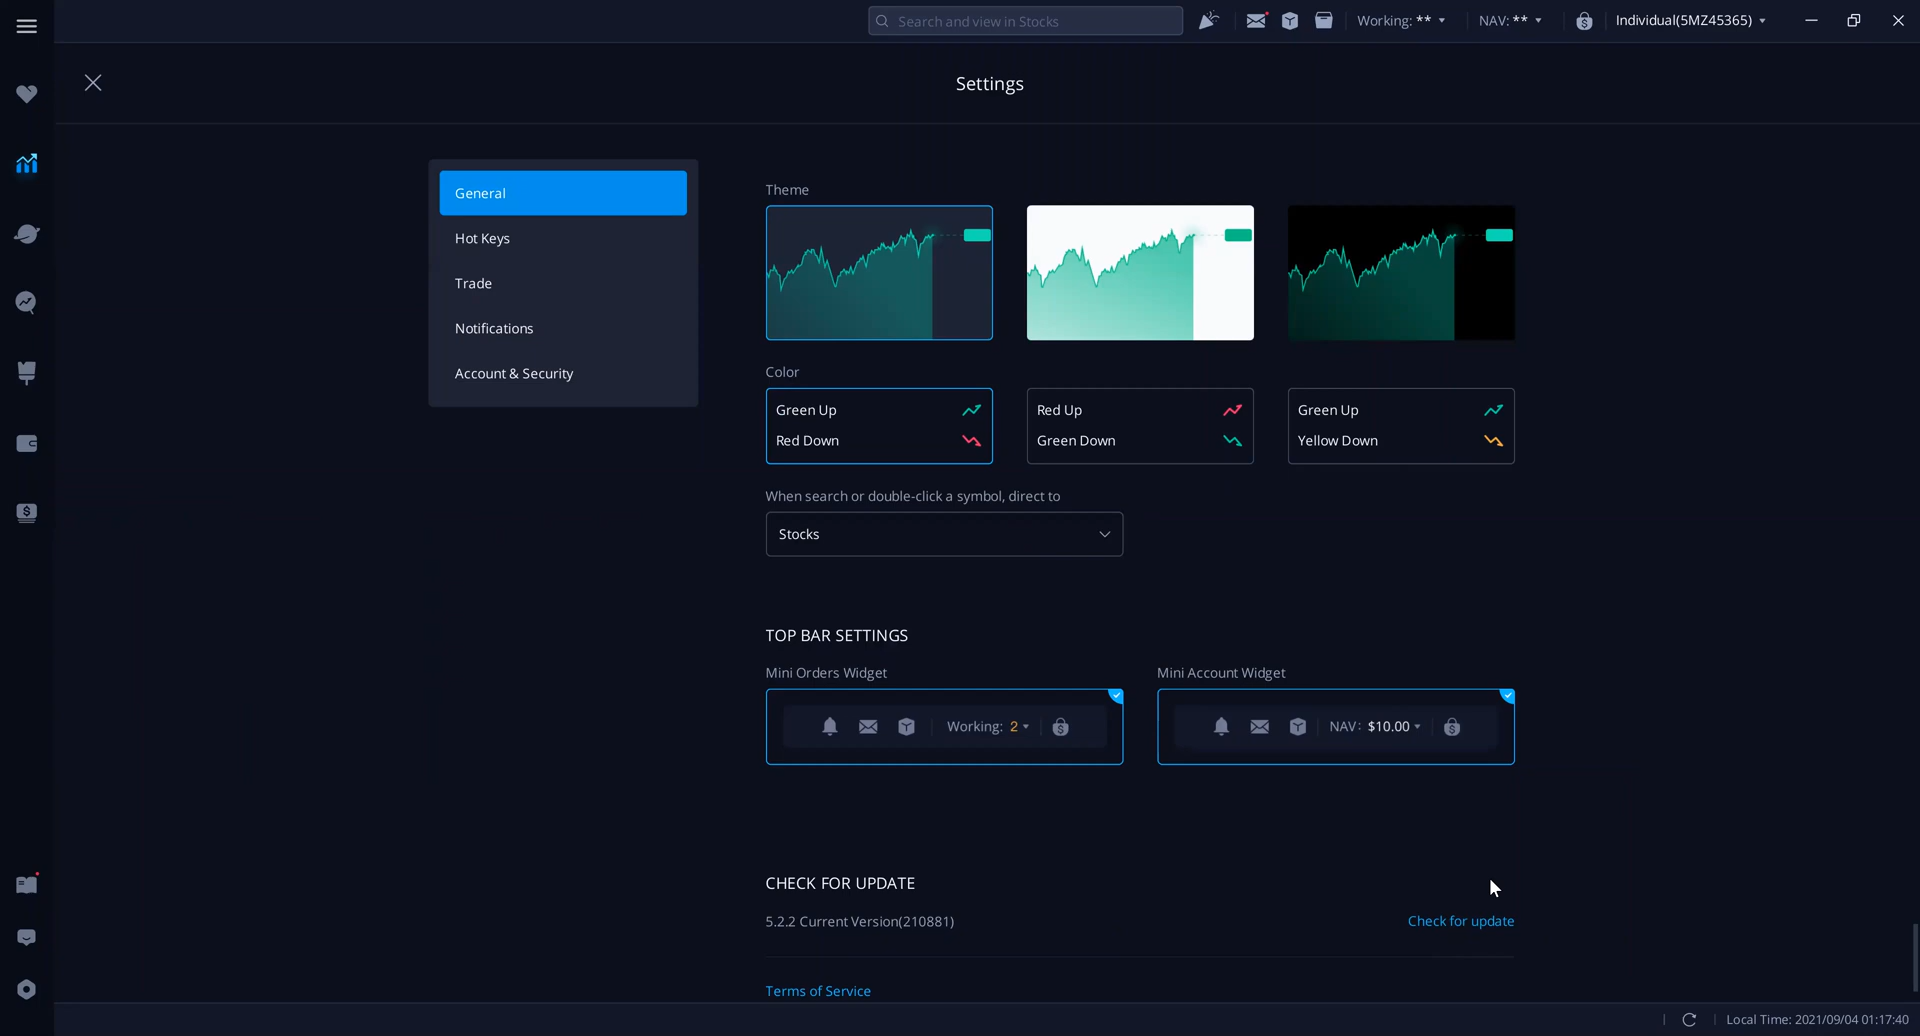 Search and view in Stocks
Working: **
NAV: **
Individual(5MZ45365)
Settings
General
Hot Keys
Trade
Notifications
Account & Security
Theme
Color
Green Up
Red Down
Red Up
Green Down
Green Up
Yellow Down
When search or double-click a symbol, direct to
Stocks
TOP BAR SETTINGS
Mini Orders Widget
Working: 2
Mini Account Widget
NAV: $10.00
CHECK FOR UPDATE
5.2.2 Current Version(210881)
Check for update
Terms of Service
Local Time: 2021/09/04 01:17:40